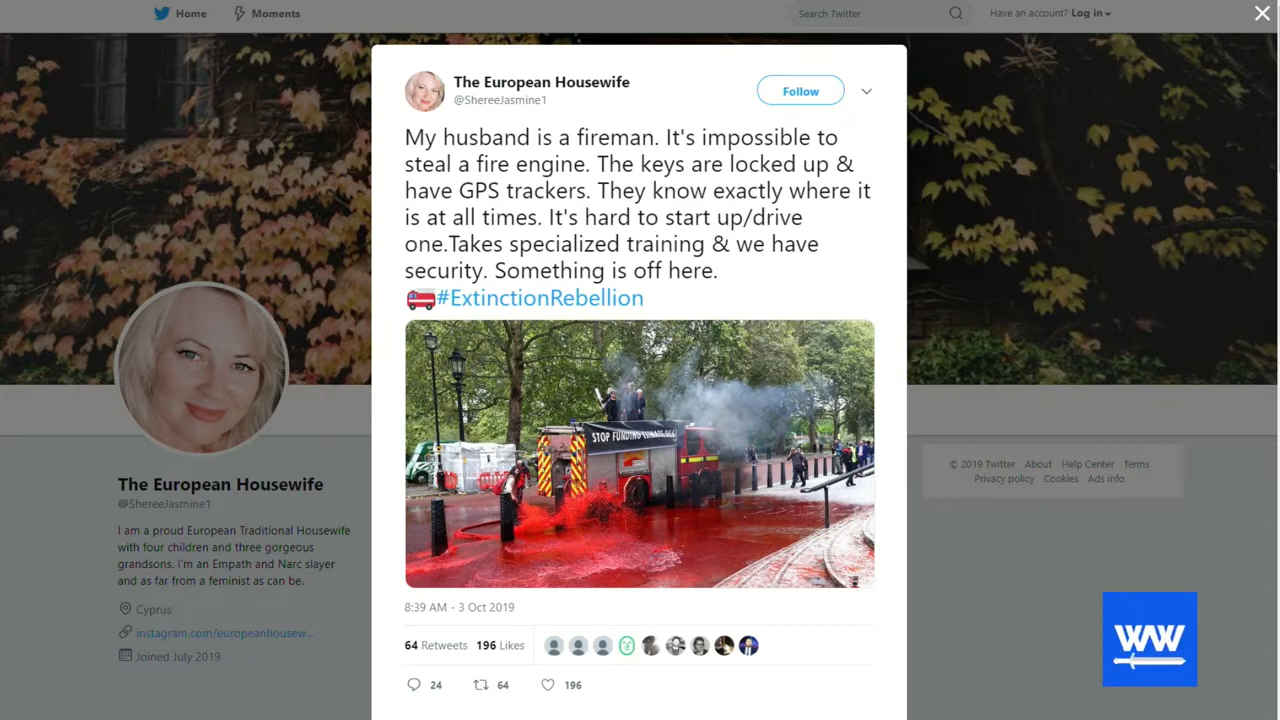 Home
Moments
Search Twitter
Have an account? Log in
The European Housewife
@ShereeJasmine1
Follow
My husband is a fireman. It's impossible to
steal a fire engine. The keys are locked up &
have GPS trackers. They know exactly where it
is at all times. It's hard to start up/drive
one.Takes specialized training & we have
security. Something is off here.
#ExtinctionRebellion
STOP FUNDING CLIMATE
8:39 AM - 3 Oct 2019
64 Retweets 196 Likes
24 64 196
The European Housewife
@ShereeJasmine1
I am a proud European Traditional Housewife
with four children and three gorgeous
grandsons. I'm an Empath and Narc slayer
and as far from a feminist as can be.
Cyprus
instagram.com/europeanhousew...
Joined July 2019
© 2019 Twitter About Help Center Terms
Privacy policy Cookies Ads info
WW